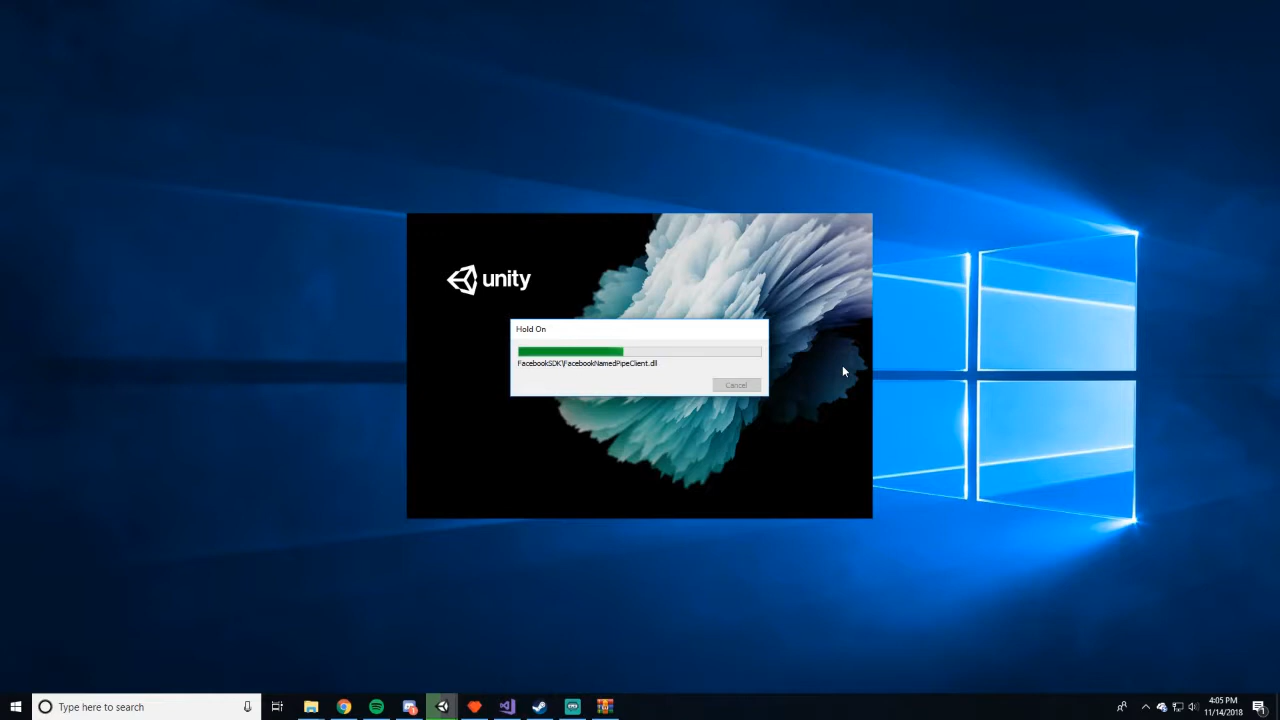 unity
Hold On
FacebookSDK\FacebookNamedPipeClient.dll
Cancel
Type here to search
4:05 PM
11/14/2018